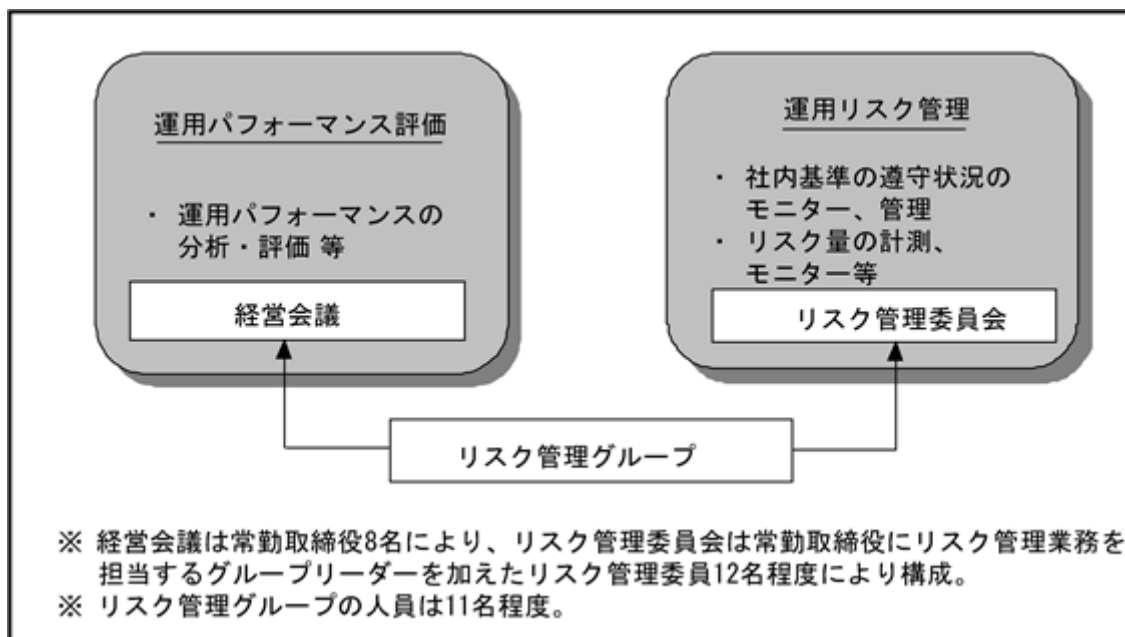 運用パフォーマンス評価
・ 運用パフォーマンスの
分析・評価 等
経営会議
運用リスク管理
・ 社内基準の遵守状況の
モニター、管理
・ リスク量の計測、
モニター等
リスク管理委員会
リスク管理グループ
※ 経営会議は常勤取締役8名により、リスク管理委員会は常勤取締役にリスク管理業務を
担当するグループリーダーを加えたリスク管理委員12名程度により構成。
※ リスク管理グループの人員は11名程度。